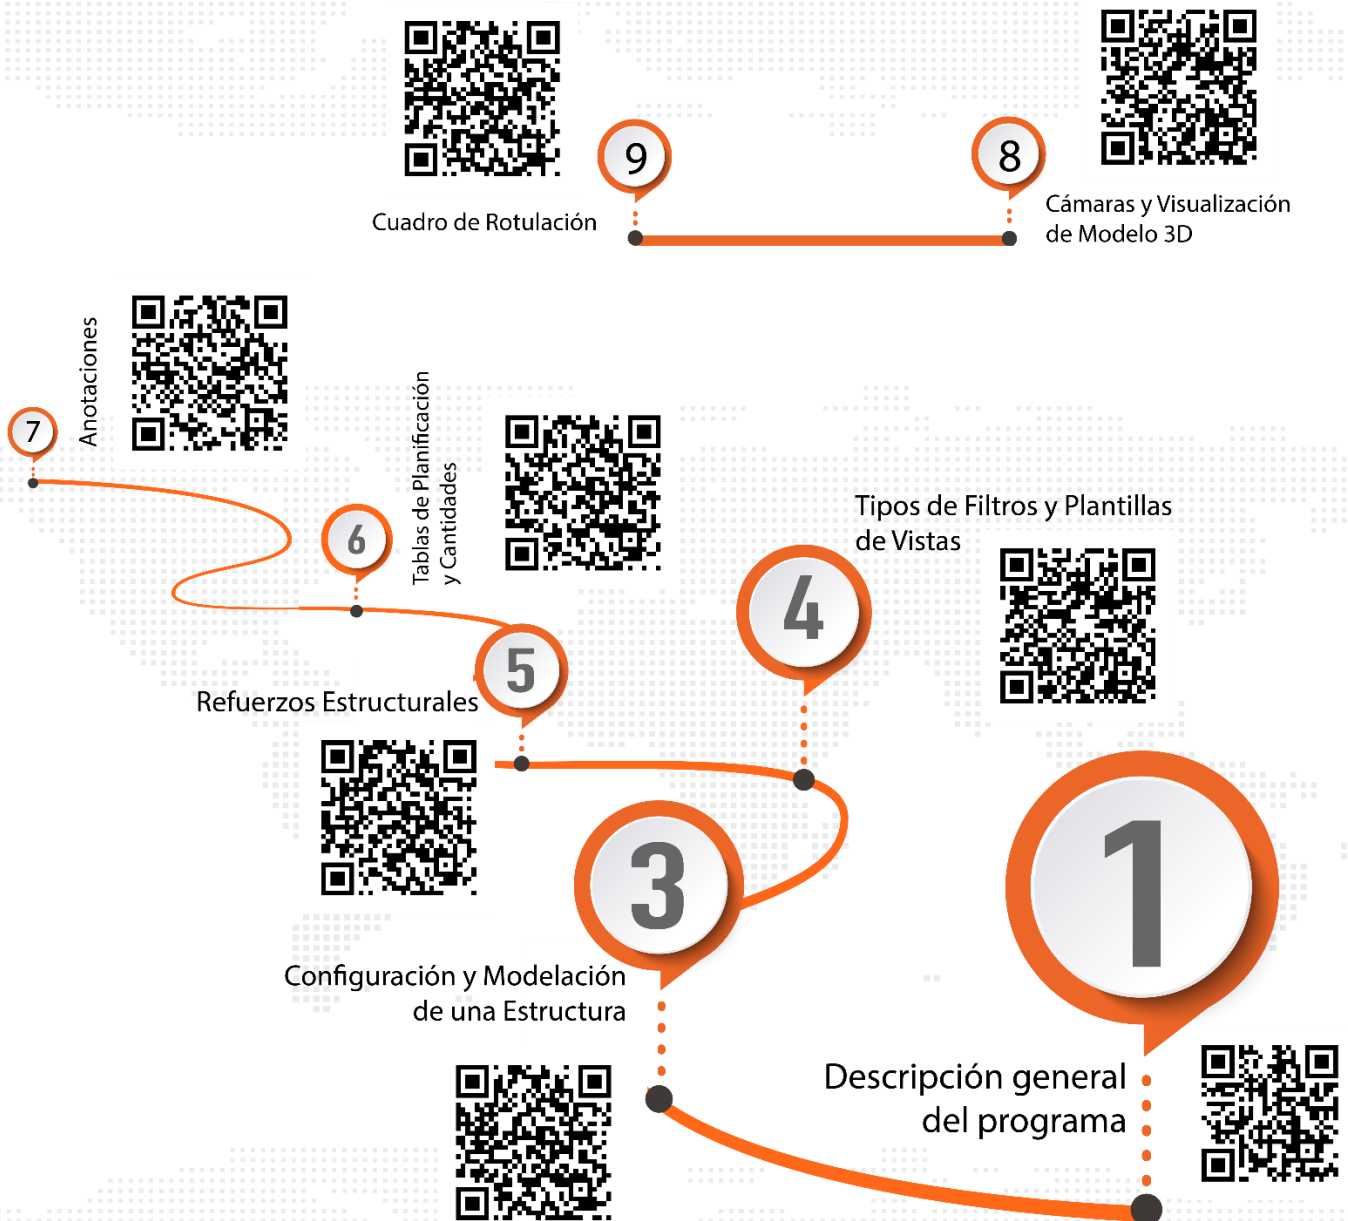 9
8
Cuadro de Rotulación
Cámaras y Visualización
de Modelo 3D
7
Anotaciones
6
Tablas de Planificación
y Cantidades
Tipos de Filtros y Plantillas
de Vistas
4
5
Refuerzos Estructurales
3
1
Configuración y Modelación
de una Estructura
Descripción general
del programa